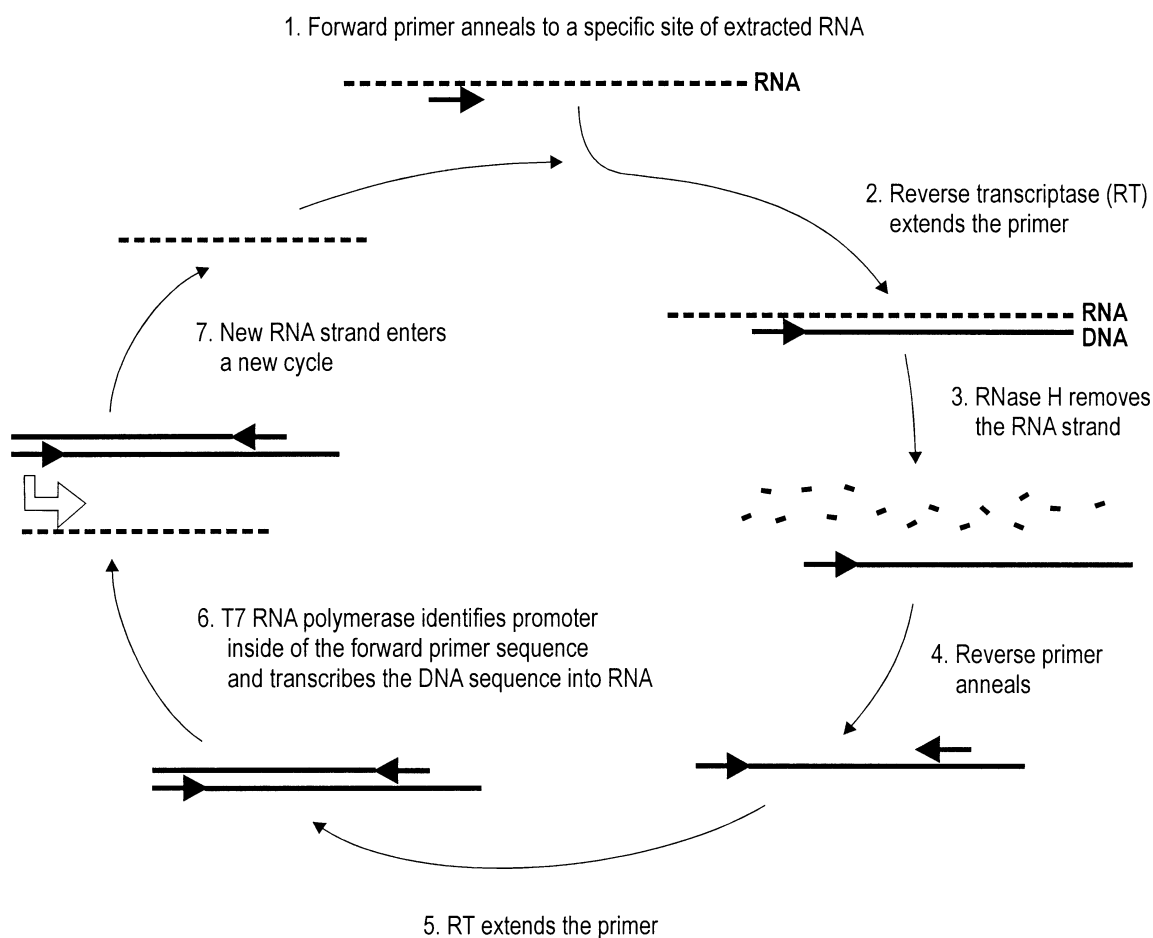 1. Forward primer anneals to a specific site of extracted RNA
RNA
2. Reverse transcriptase (RT)
extends the primer
RNA
DNA
3. RNase H removes
the RNA strand
4. Reverse primer
anneals
5. RT extends the primer
6. T7 RNA polymerase identifies promoter
inside of the forward primer sequence
and transcribes the DNA sequence into RNA
7. New RNA strand enters
a new cycle